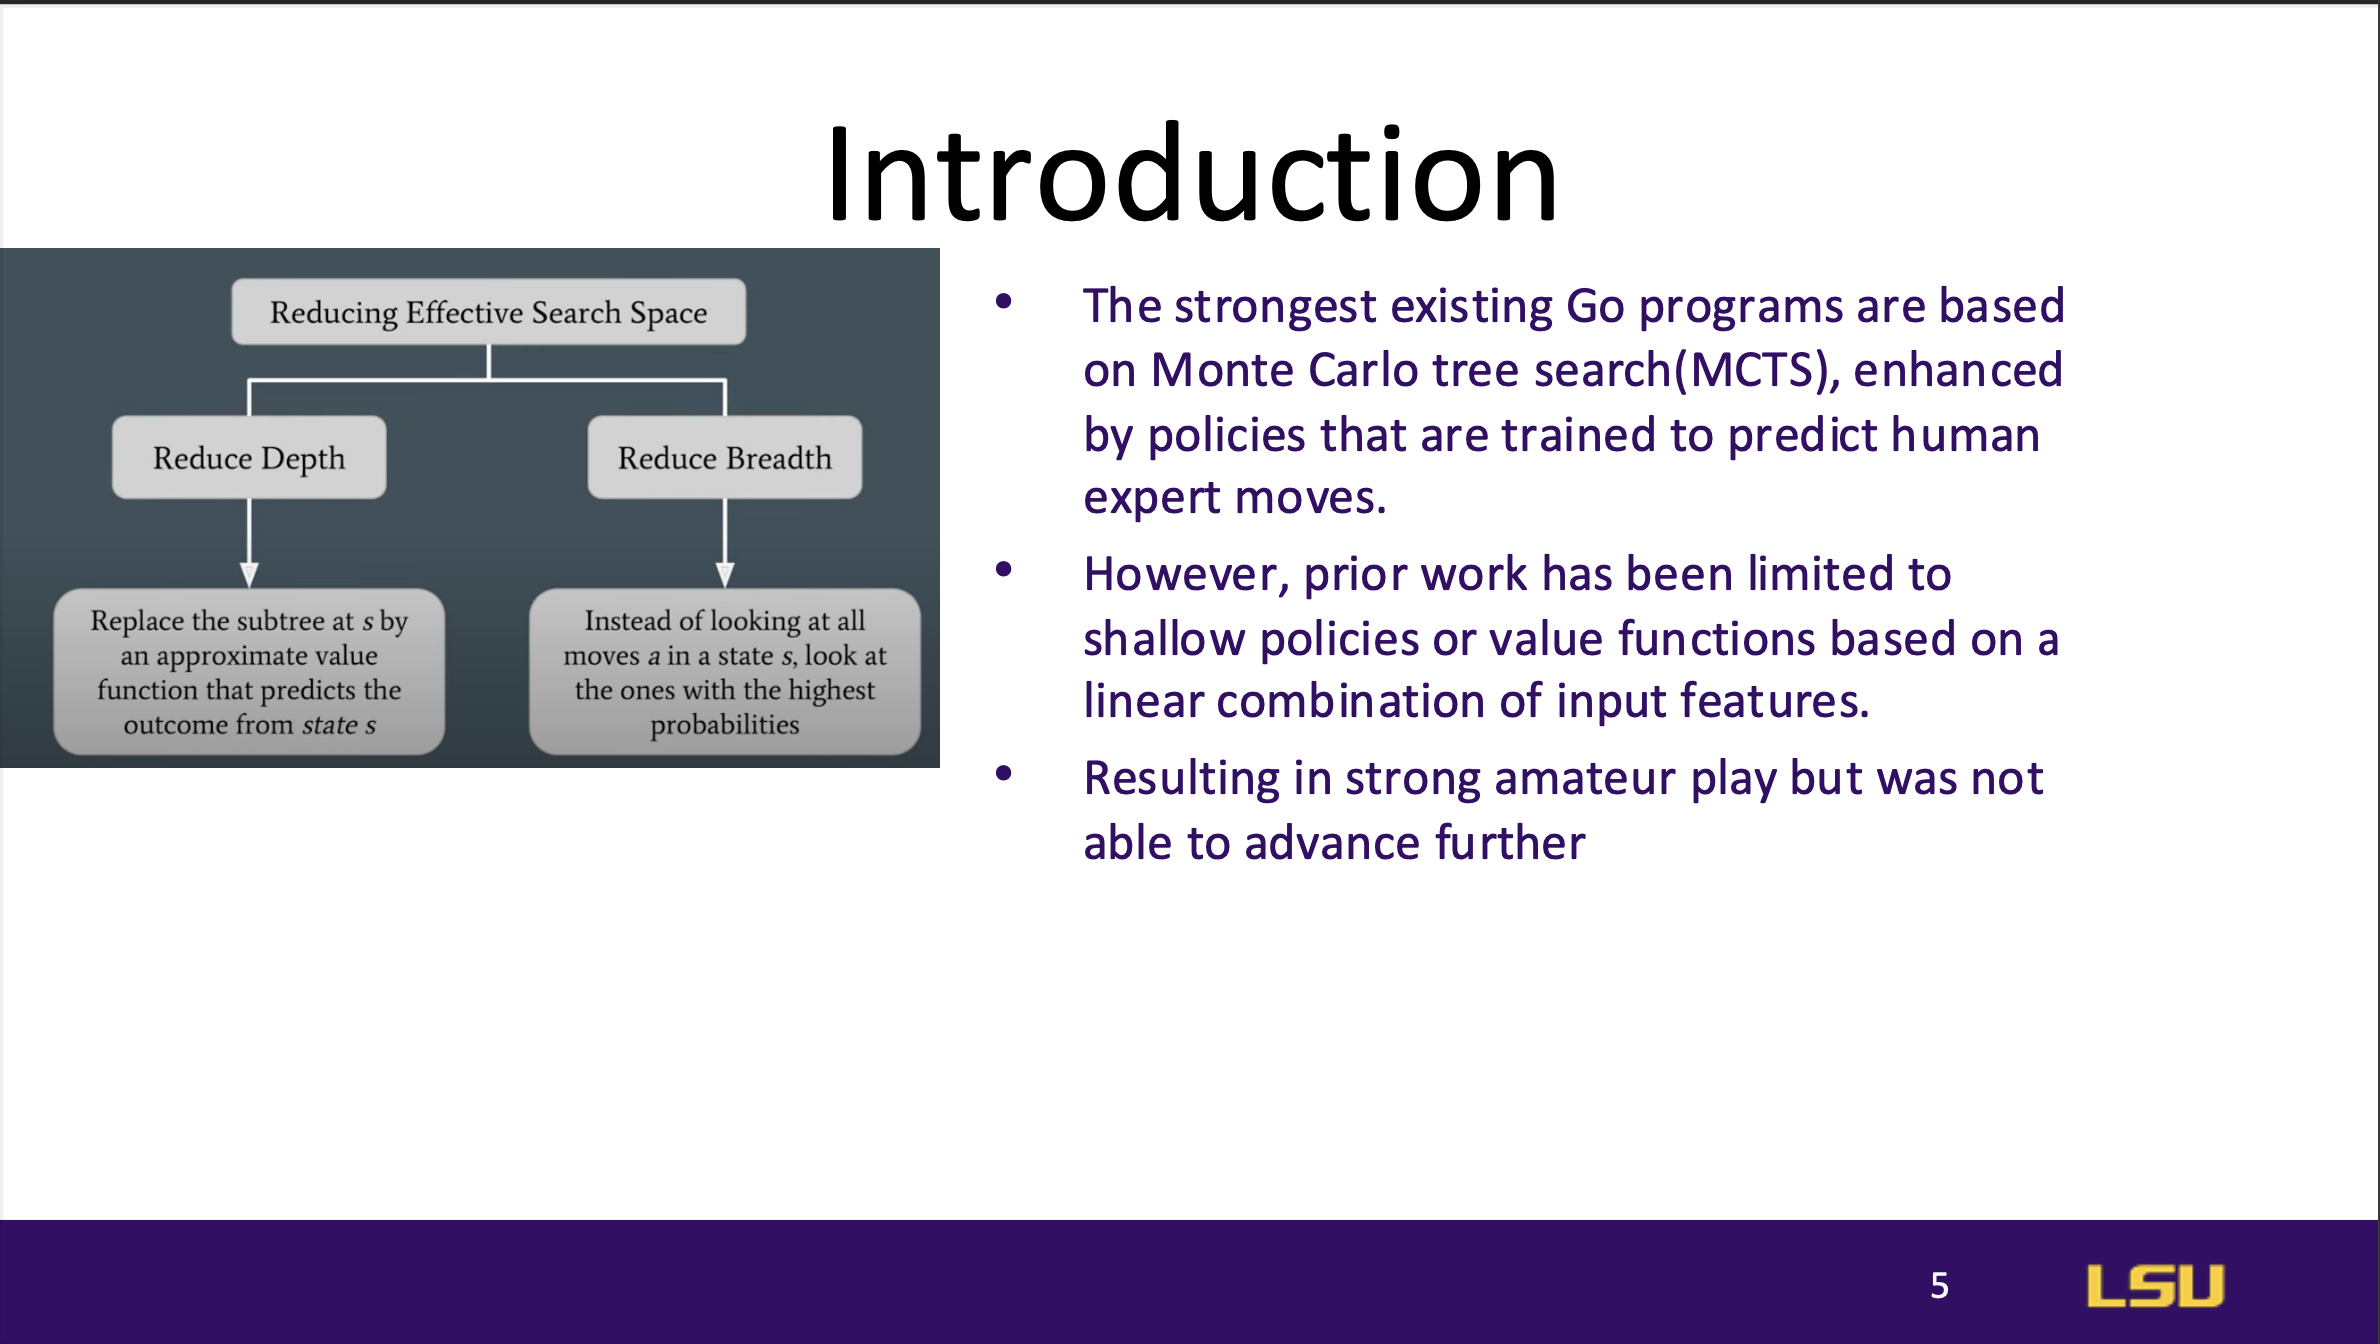 Introduction
Reducing Effective Search Space
Reduce Depth
Reduce Breadth
Replace the subtree at s by
an approximate value
function that predicts the
outcome from state s
Instead of looking at all
moves a in a state s, look at
the ones with the highest
probabilities
• The strongest existing Go programs are based
on Monte Carlo tree search(MCTS), enhanced
by policies that are trained to predict human
expert moves.
• However, prior work has been limited to
shallow policies or value functions based on a
linear combination of input features.
• Resulting in strong amateur play but was not
able to advance further
5
LSU